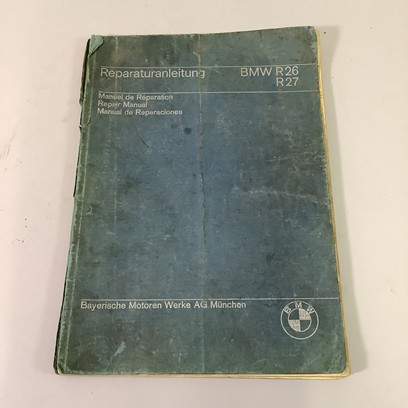 Reparaturanleitung BMW R26
R27
Manuel de Réparation
Repair Manual
Manual de Reparaciones
Bayerische Motoren Werke AG München
BMW